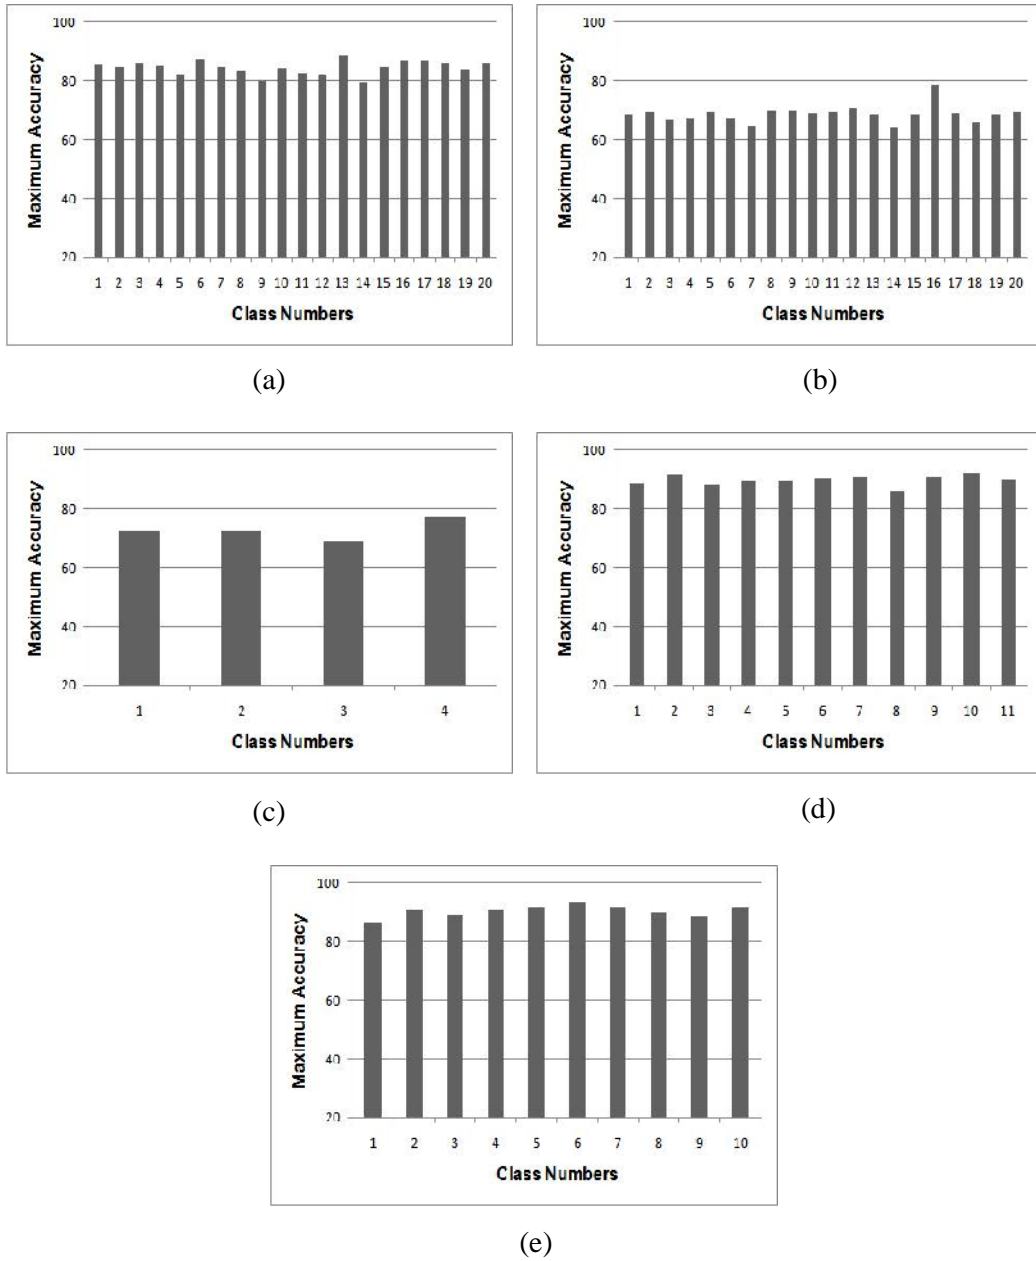 100
80
60
40
20
Maximum Accuracy
1 2 3 4 5 6 7 8 9 10 11 12 13 14 15 16 17 18 19 20
Class Numbers
(a)
100
80
60
40
20
Maximum Accuracy
1 2 3 4 5 6 7 8 9 10 11 12 13 14 15 16 17 18 19 20
Class Numbers
(b)
100
80
60
40
20
Maximum Accuracy
1 2 3 4
Class Numbers
(c)
100
80
60
40
20
Maximum Accuracy
1 2 3 4 5 6 7 8 9 10 11
Class Numbers
(d)
100
80
60
40
20
Maximum Accuracy
1 2 3 4 5 6 7 8 9 10
Class Numbers
(e)